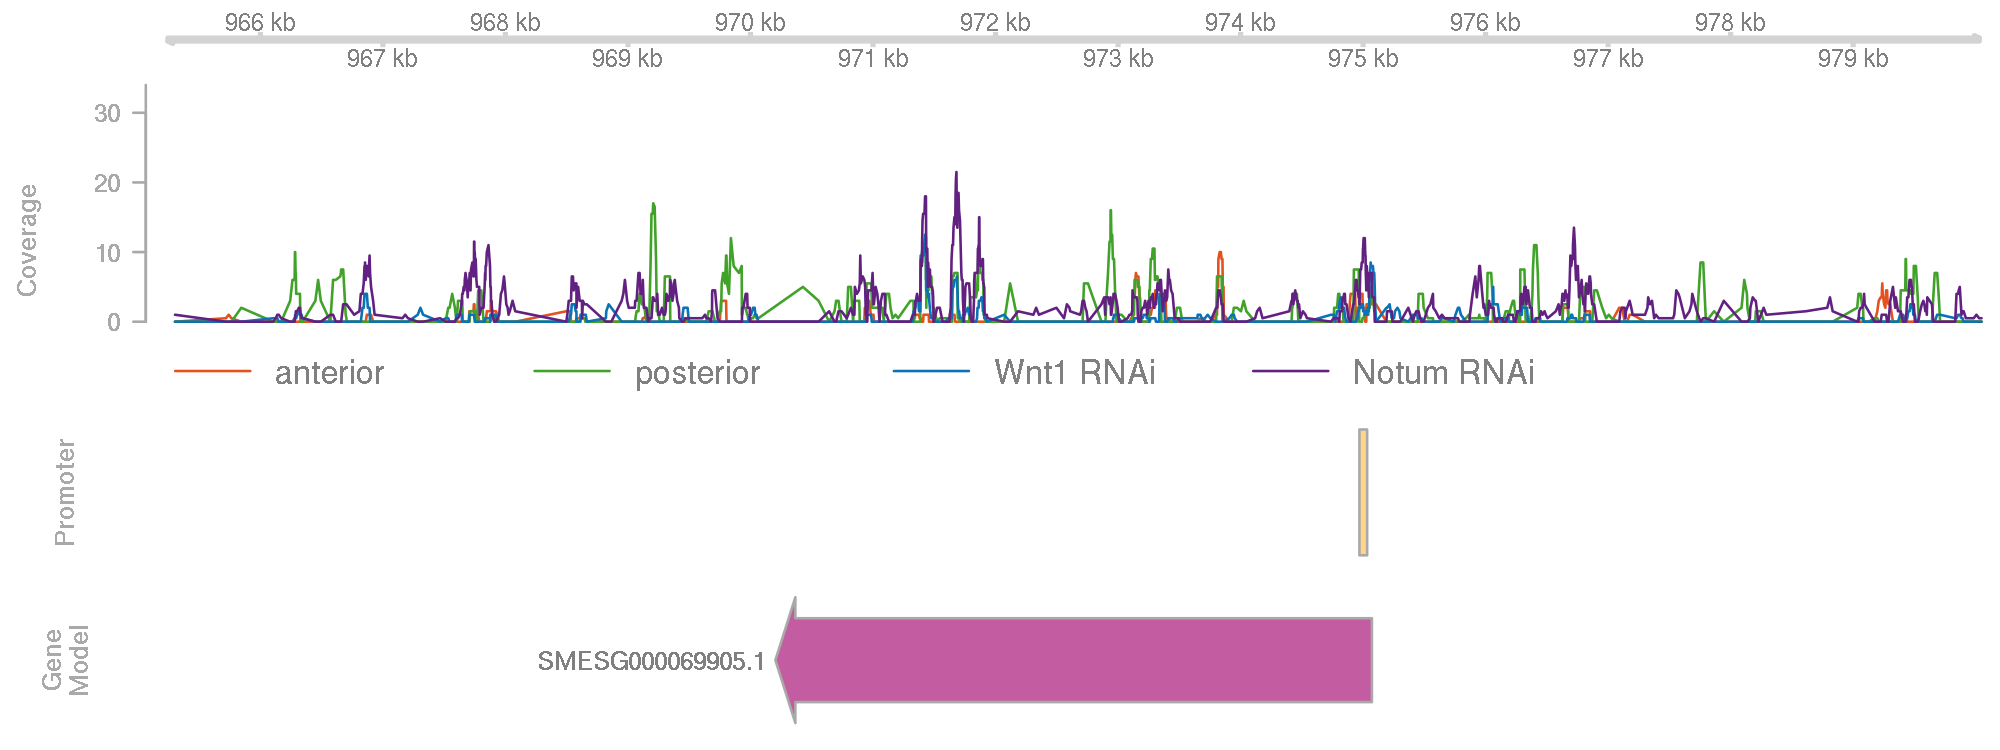 966 kb 968 kb 970 kb 972 kb 974 kb 976 kb 978 kb
967 kb 969 kb 971 kb 973 kb 975 kb 977 kb 979 kb
Coverage
30
20
10
0
anterior posterior Wnt1 RNAi Notum RNAi
Promoter
Gene
Model
SMESG000069905.1